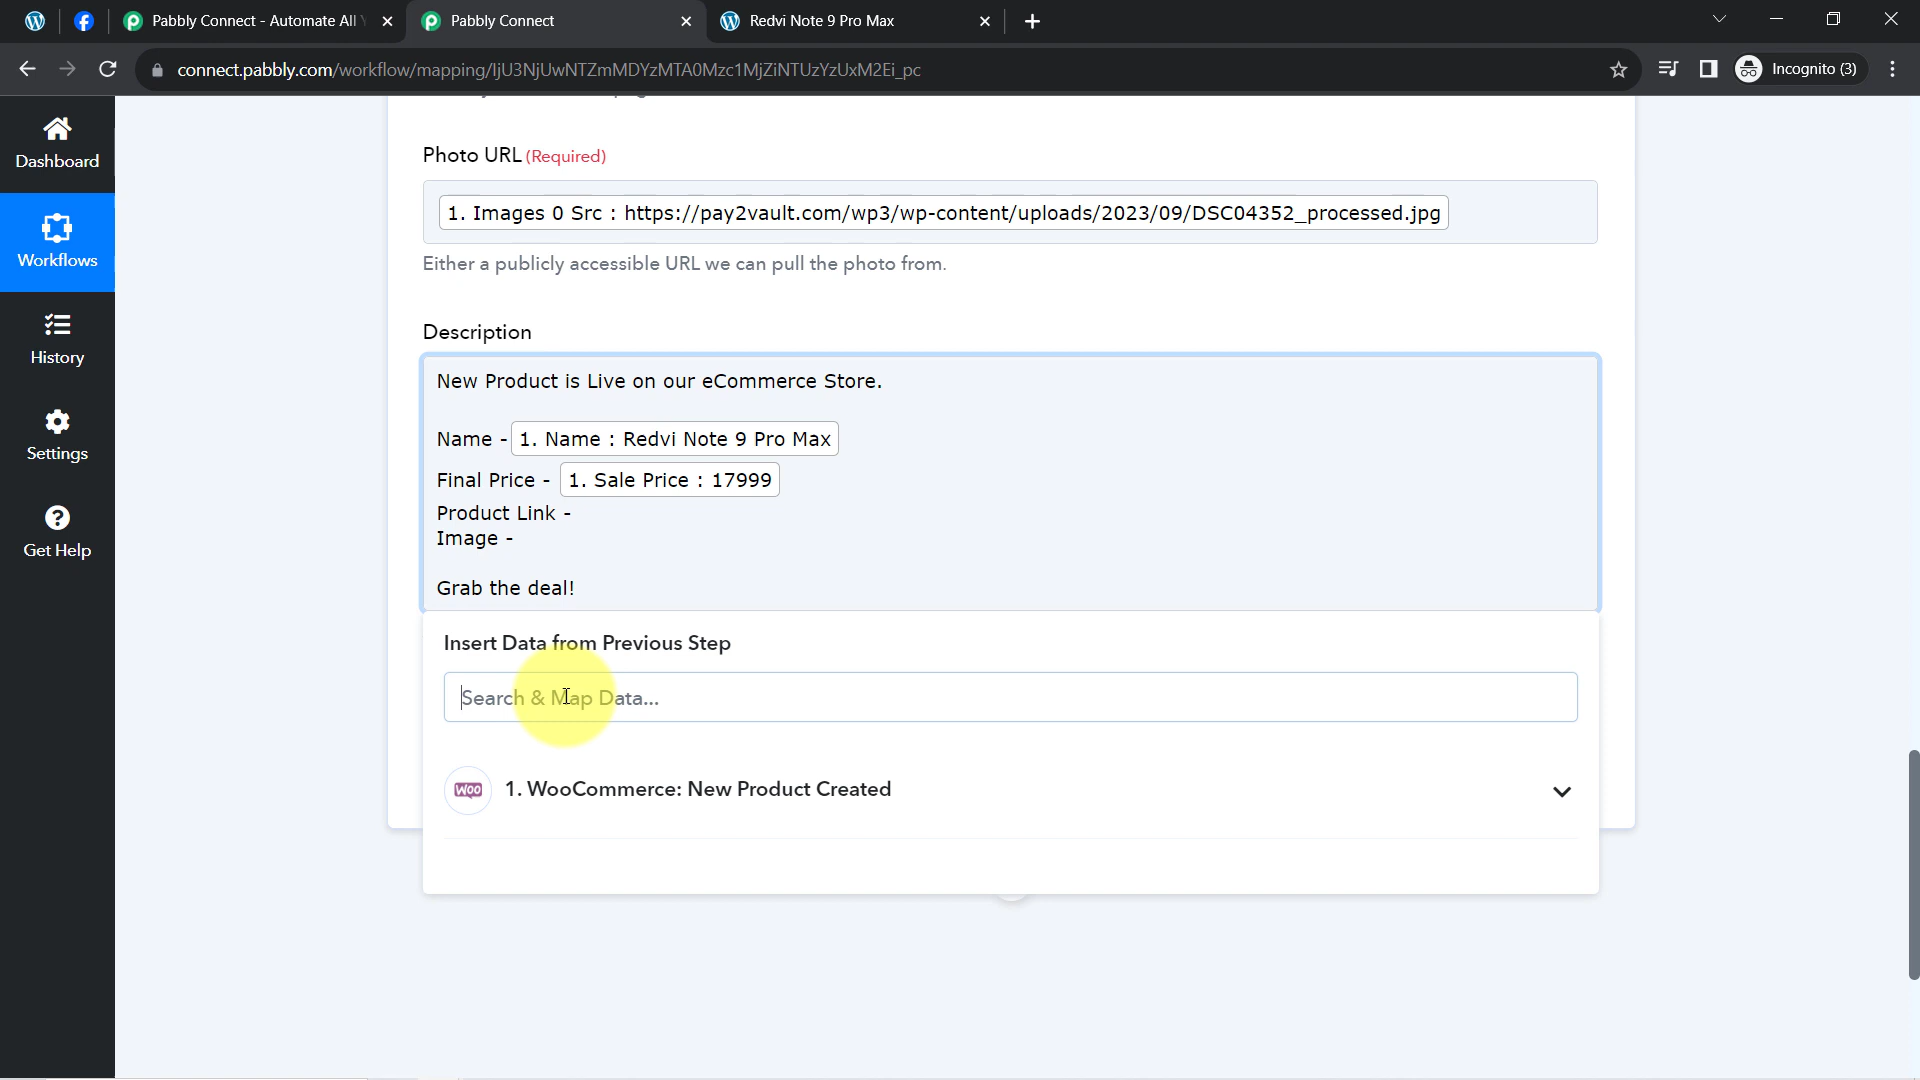 Pabbly Connect - Automate All Y
Pabbly Connect
Redvi Note 9 Pro Max
connect.pabbly.com/workflow/mapping/IjU3NjUwNTZmMDYzMTA0Mzc1MjZiNTUzYzUxM2Ei_pc
Incognito (3)
Dashboard
Workflows
History
Settings
Get Help
Photo URL (Required)
1. Images 0 Src : https://pay2vault.com/wp3/wp-content/uploads/2023/09/DSC04352_processed.jpg
Either a publicly accessible URL we can pull the photo from.
Description
New Product is Live on our eCommerce Store.
Name - 1. Name : Redvi Note 9 Pro Max
Final Price - 1. Sale Price : 17999
Product Link -
Image -
Grab the deal!
Insert Data from Previous Step
Search & Map Data...
WOO 1. WooCommerce: New Product Created